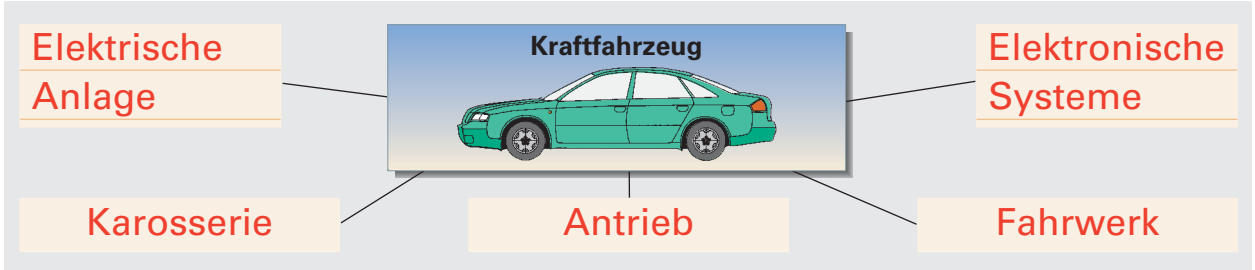 Elektrische
Anlage
Kraftfahrzeug
Elektronische
Systeme
Karosserie
Antrieb
Fahrwerk